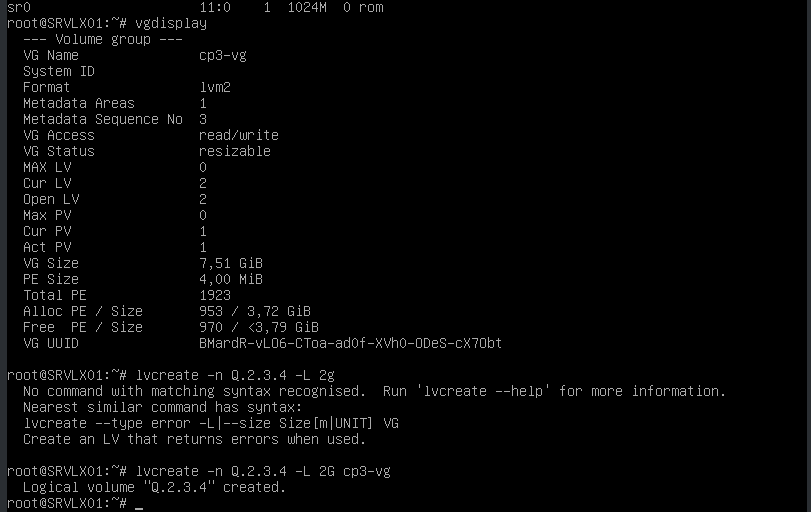 sr0                      11:0    1  1024M  0 rom
root@SRVLX01:~# vgdisplay
  --- Volume group ---
  VG Name               cp3-vg
  System ID
  Format                lvm2
  Metadata Areas        1
  Metadata Sequence No  3
  VG Access             read/write
  VG Status             resizable
  MAX LV                0
  Cur LV                2
  Open LV               2
  Max PV                0
  Cur PV                1
  Act PV                1
  VG Size               7,51 GiB
  PE Size               4,00 MiB
  Total PE              1923
  Alloc PE / Size       953 / 3,72 GiB
  Free  PE / Size       970 / <3,79 GiB
  VG UUID               BMardR-vLO6-CToa-ad0f-XVh0-ODeS-cX7Obt

root@SRVLX01:~# lvcreate -n Q.2.3.4 -L 2g
  No command with matching syntax recognised.  Run 'lvcreate --help' for more information.
  Nearest similar command has syntax:
  lvcreate --type error -L|--size Size[m|UNIT] VG
  Create an LV that returns errors when used.

root@SRVLX01:~# lvcreate -n Q.2.3.4 -L 2G cp3-vg
  Logical volume "Q.2.3.4" created.
root@SRVLX01:~# _